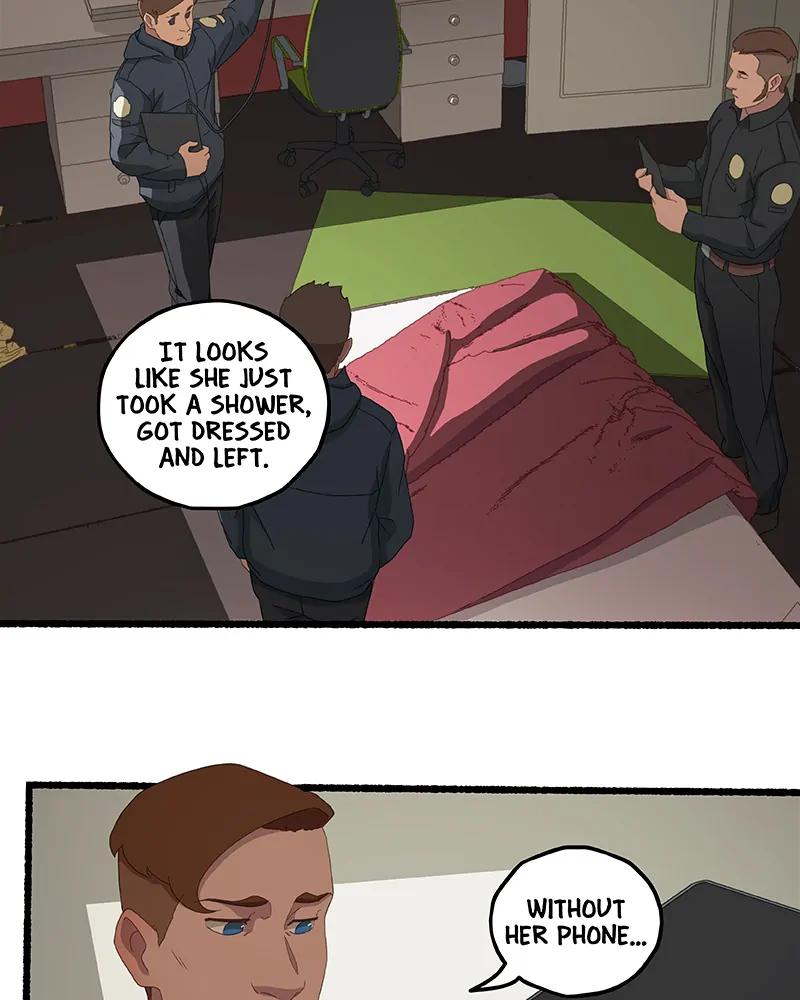 IT LOOKS
LIKE SHE JUST
TOOK A SHOWER,
GOT DRESSED
AND LEFT.
WITHOUT
HER PHONE...